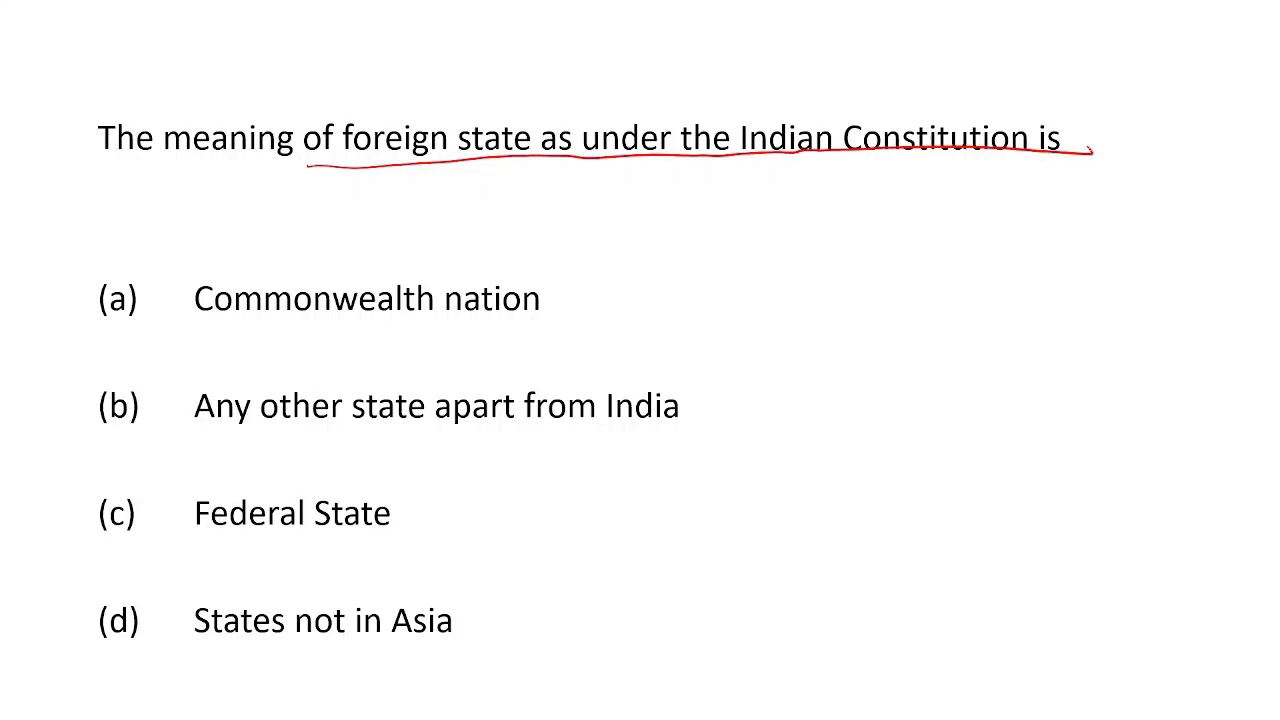 The meaning of foreign state as under the Indian Constitution is
(a) Commonwealth nation
(b) Any other state apart from India
(c) Federal State
(d) States not in Asia